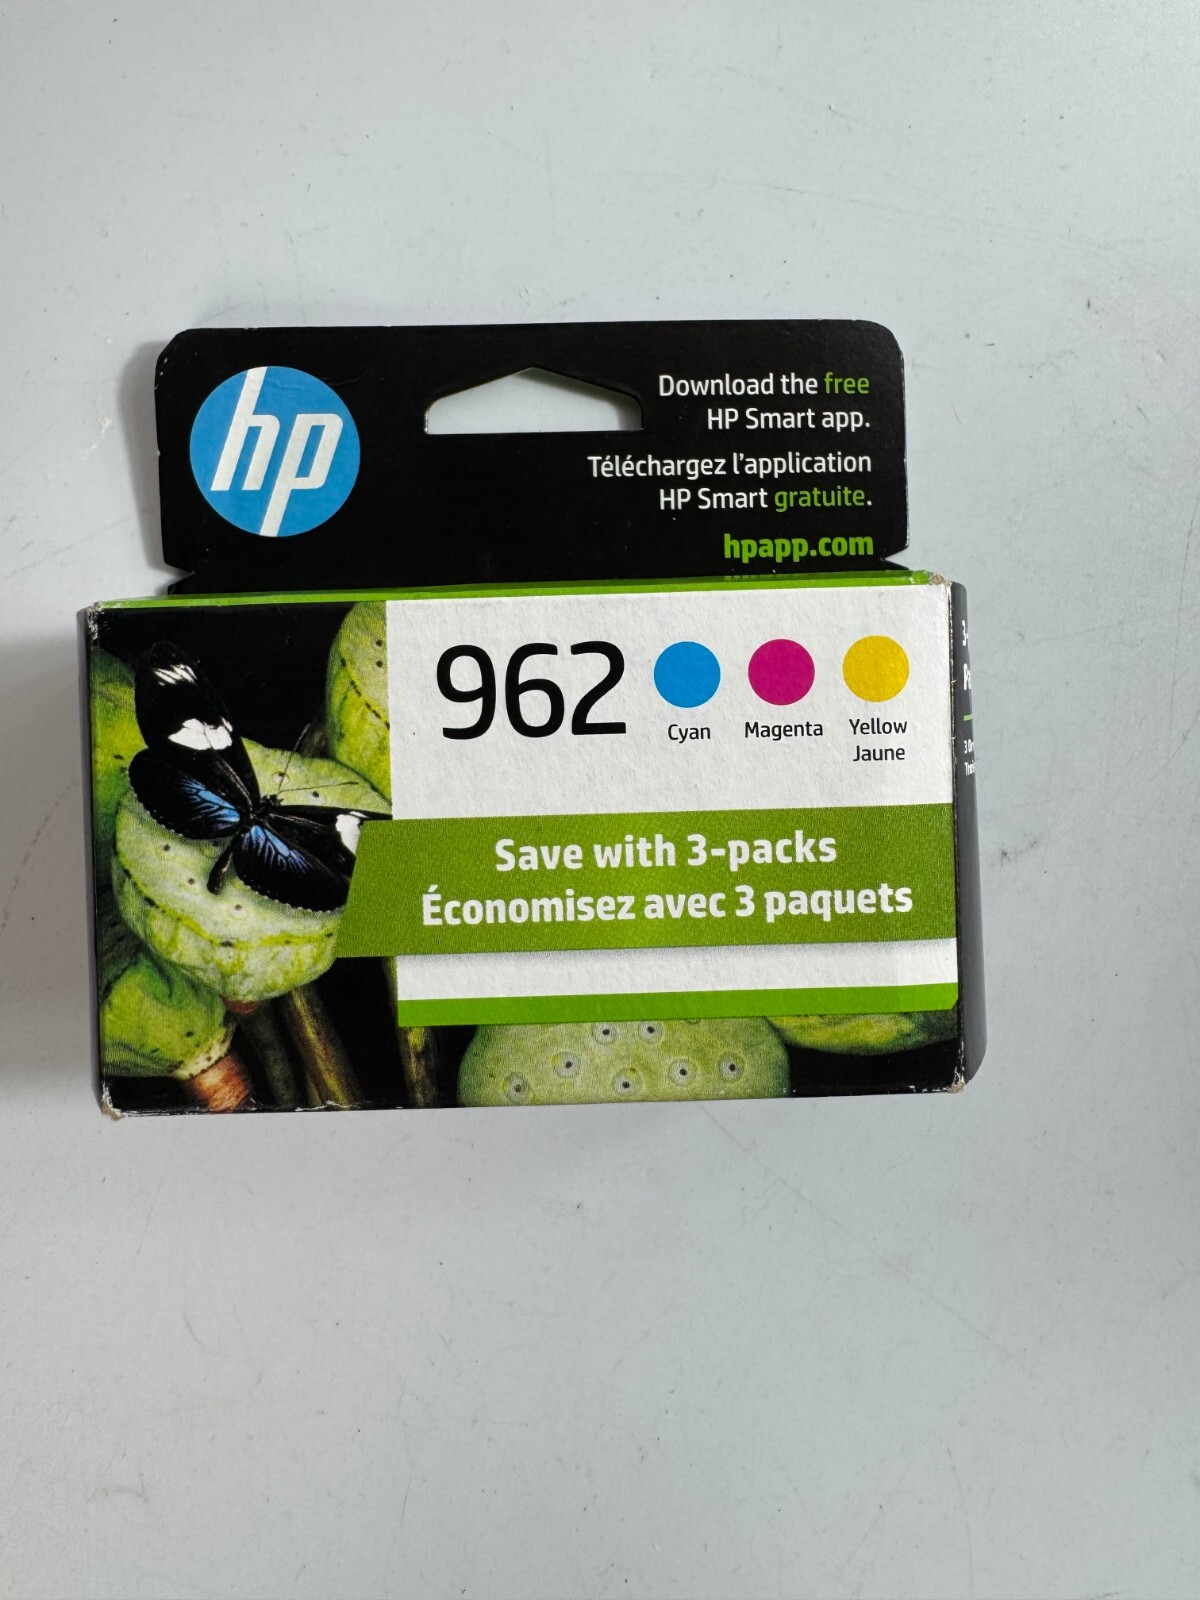 hp
Download the free
HP Smart app.
Téléchargez l'application
HP Smart gratuite.
hpapp.com
962
Cyan
Magenta
Yellow
Jaune
Save with 3-packs
Économisez avec 3 paquets